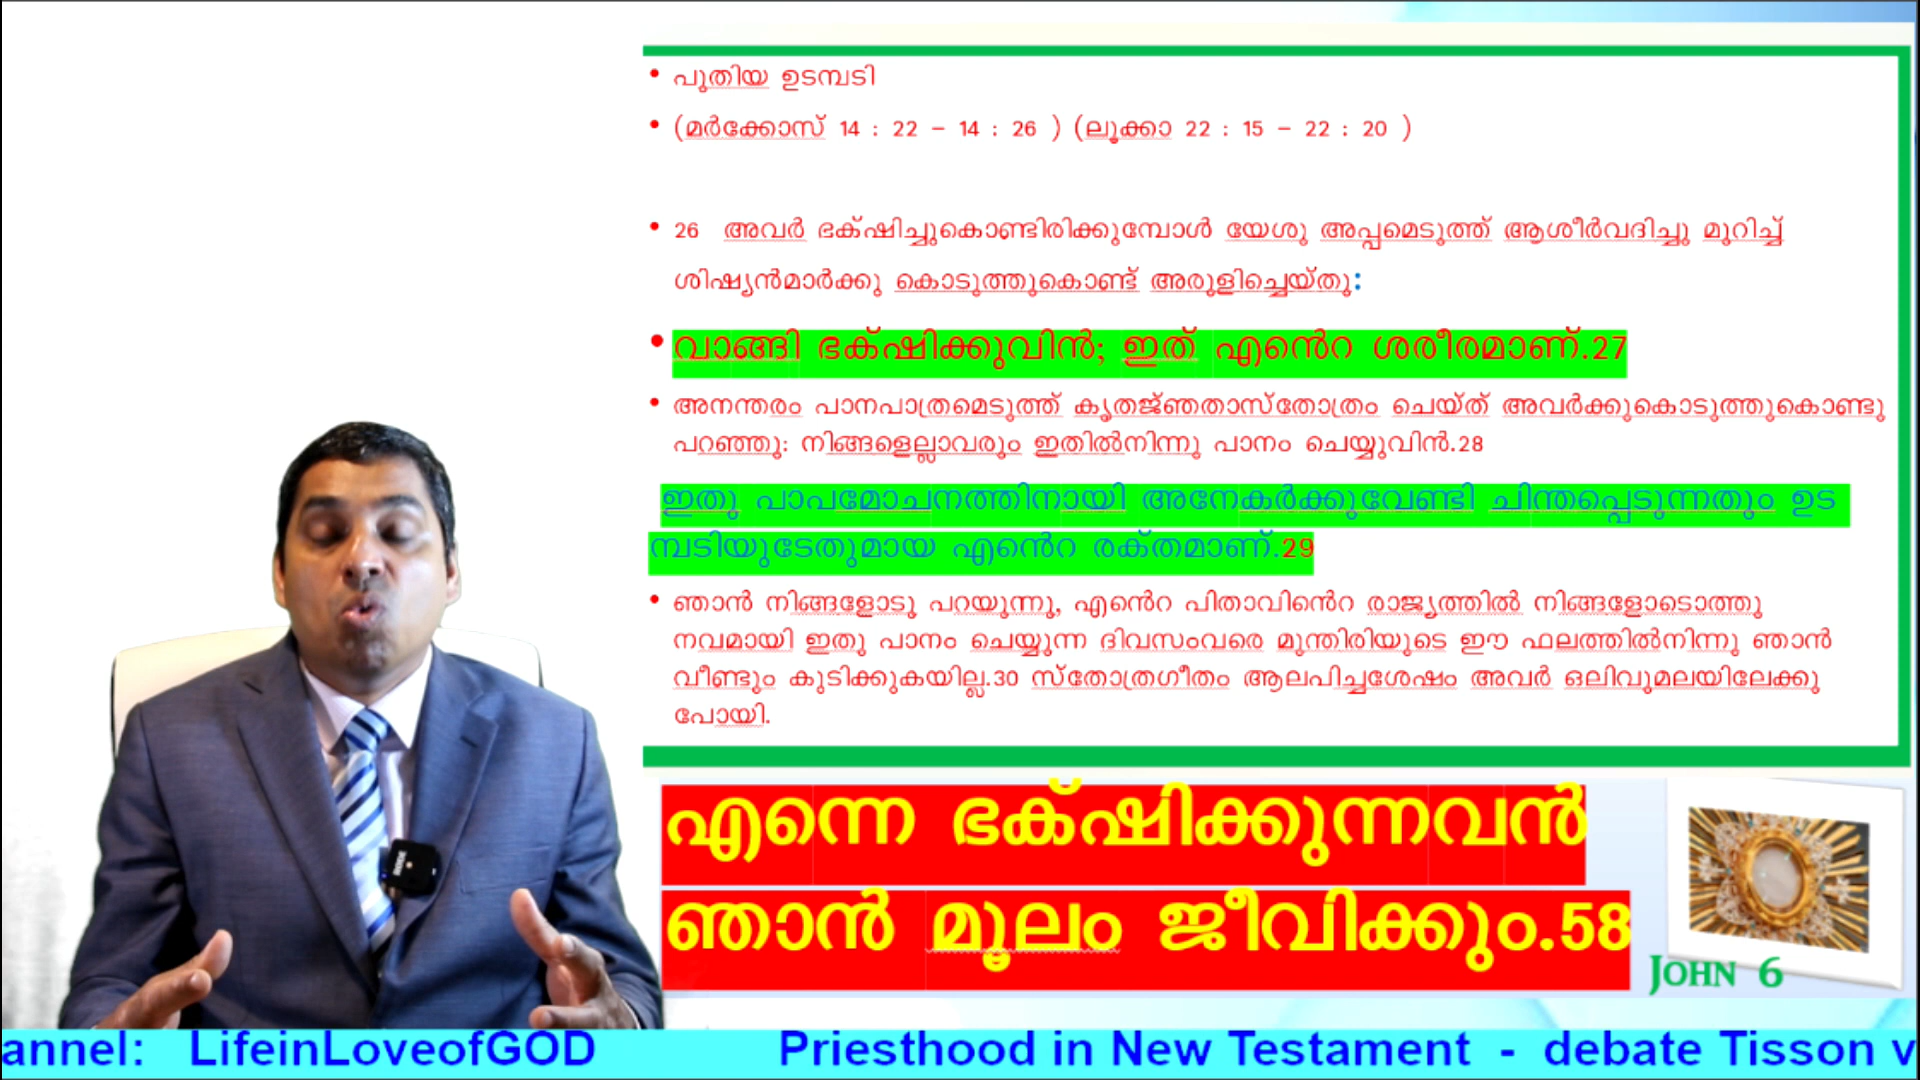 • പുതിയ ഉടമ്പടി
• (മർക്കോസ് 14 : 22 – 14 : 26 ) (ലൂക്കാ 22 : 15 – 22 : 20 )
• 26 അവർ ഭക്ഷിച്ചുകൊണ്ടിരിക്കുമ്പോൾ യേശു അപ്പമെടുത്ത് ആശീർവദിച്ചു മുറിച്ച്
ശിഷ്യൻമാർക്കു കൊടുത്തുകൊണ്ട് അരുളിച്ചെയ്തു:
• വാങ്ങി ഭക്ഷിക്കുവിൻ; ഇത് എൻെറ ശരീരമാണ്.27
• അനന്തരം പാനപാത്രമെടുത്ത് കൃതജ്ഞതാസ്തോത്രം ചെയ്ത് അവർക്കുകൊടുത്തുകൊണ്ടു
പറഞ്ഞു: നിങ്ങളെല്ലാവരും ഇതിൽനിന്നു പാനം ചെയ്യുവിൻ.28
ഇതു പാപമോചനത്തിനായി അനേകർക്കുവേണ്ടി ചിന്തപ്പെടുന്നതും ഉട
മ്പടിയുടേതുമായ എൻെറ രക്തമാണ്.29
• ഞാൻ നിങ്ങളോടു പറയുന്നു, എൻെറ പിതാവിൻെറ രാജ്യത്തിൽ നിങ്ങളോടൊത്തു
നവമായി ഇതു പാനം ചെയ്യുന്ന ദിവസംവരെ മുന്തിരിയുടെ ഈ ഫലത്തിൽനിന്നു ഞാൻ
വീണ്ടും കുടിക്കുകയില്ല.30 സ്തോത്രഗീതം ആലപിച്ചശേഷം അവർ ഒലിവുമലയിലേക്കു
പോയി.
എന്നെ ഭക്ഷിക്കുന്നവൻ
ഞാൻ മൂലം ജീവിക്കും.58
JOHN 6
RODE
annel: LifeinLoveofGOD Priesthood in New Testament - debate Tisson v